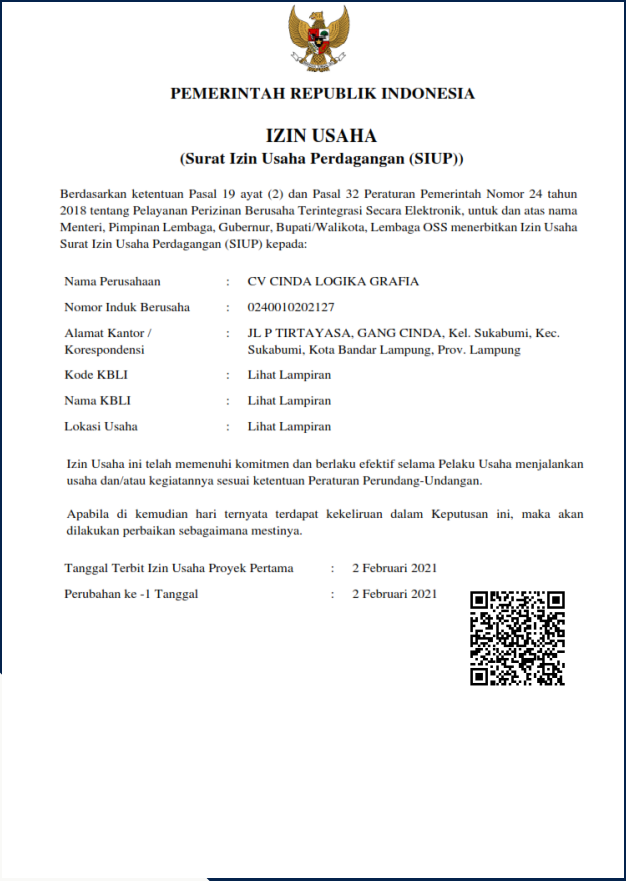 PEMERINTAH REPUBLIK INDONESIA
IZIN USAHA
(Surat Izin Usaha Perdagangan (SIUP))
Berdasarkan ketentuan Pasal 19 ayat (2) dan Pasal 32 Peraturan Pemerintah Nomor 24 tahun
2018 tentang Pelayanan Perizinan Berusaha Terintegrasi Secara Elektronik, untuk dan atas nama
Menteri, Pimpinan Lembaga, Gubernur, Bupati/Walikota, Lembaga OSS menerbitkan Izin Usaha
Surat Izin Usaha Perdagangan (SIUP) kepada:
Nama Perusahaan : CV CINDA LOGIKA GRAFIA
Nomor Induk Berusaha : 0240010202127
Alamat Kantor / : JL P TIRTAYASA, GANG CINDA, Kel. Sukabumi, Kec.
Korespondensi Sukabumi, Kota Bandar Lampung, Prov. Lampung
Kode KBLI : Lihat Lampiran
Nama KBLI : Lihat Lampiran
Lokasi Usaha : Lihat Lampiran
Izin Usaha ini telah memenuhi komitmen dan berlaku efektif selama Pelaku Usaha menjalankan
usaha dan/atau kegiatannya sesuai ketentuan Peraturan Perundang-Undangan.
Apabila di kemudian hari ternyata terdapat kekeliruan dalam Keputusan ini, maka akan
dilakukan perbaikan sebagaimana mestinya.
Tanggal Terbit Izin Usaha Proyek Pertama : 2 Februari 2021
Perubahan ke -1 Tanggal : 2 Februari 2021